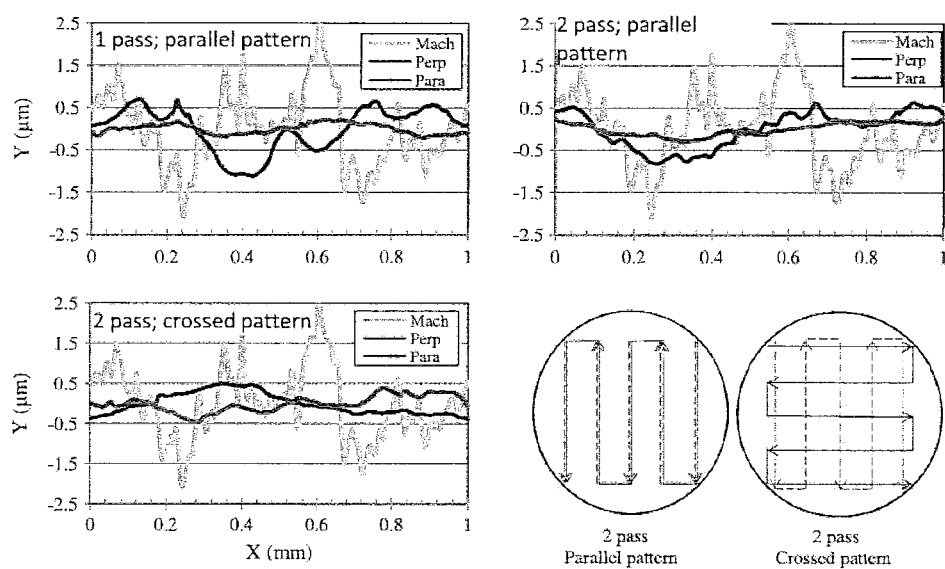 1 pass; parallel pattern
Mach
Perp
Para
Y (μm)
2.5
1.5
0.5
-0.5
-1.5
-2.5
0
0.2
0.4
0.6
0.8
1
2 pass; parallel
pattern
Mach
Perp
Para
2.5
1.5
0.5
-0.5
-1.5
-2.5
0
0.2
0.4
0.6
0.8
1
2 pass; crossed pattern
Mach
Perp
Para
Y (μm)
2.5
1.5
0.5
-0.5
-1.5
-2.5
0
0.2
0.4
0.6
0.8
1
X (mm)
2 pass
Parallel pattern
2 pass
Crossed pattern